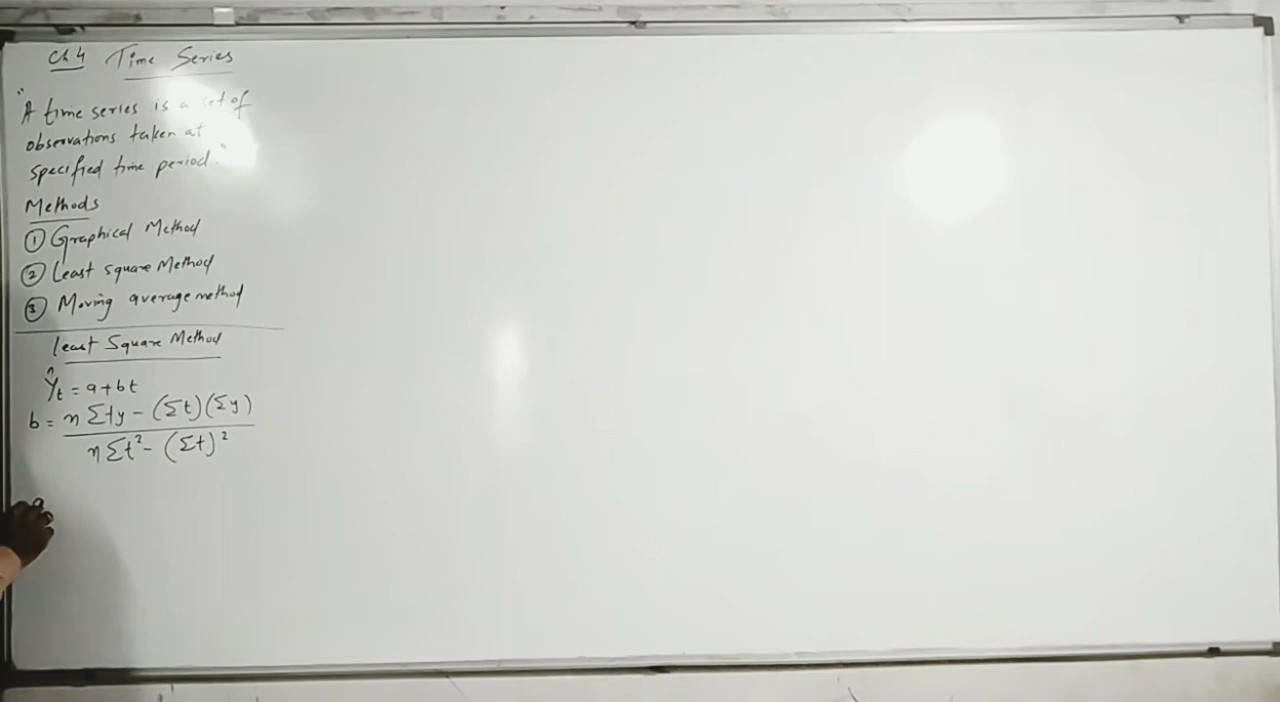 Ch 4 Time Series
"A time series is a set of
observations taken at
specified time period."
Methods
① Graphical Method
② Least square Method
③ Moving average method
least Square Method
Ŷt = a + bt
b = n Σty - (Σt)(Σy)
n Σt² - (Σt)²
a